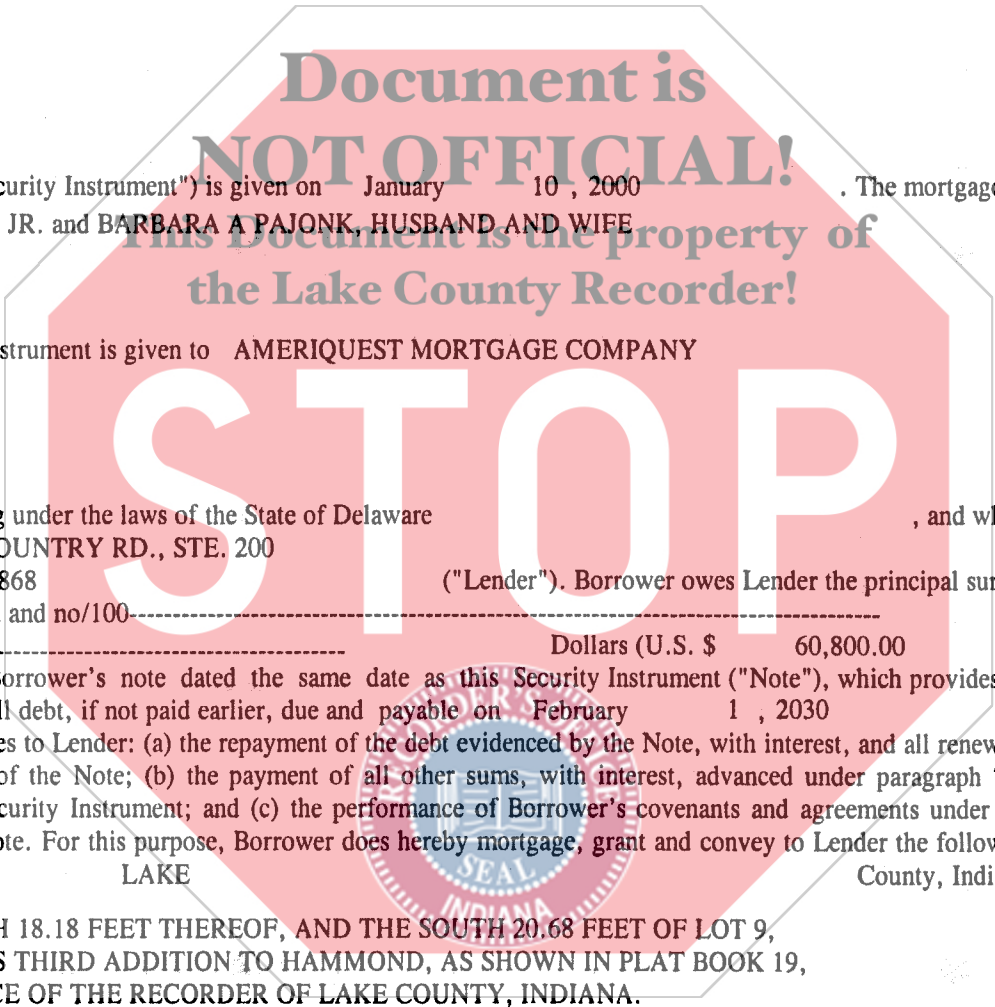 Document is
NOT OFFICIAL!
curity Instrument") is given on January 10 , 2000 . The mortgag
JR. and BARBARA A PAJONK, HUSBAND AND WIFE
This Document is the property of
the Lake County Recorder!
strument is given to AMERIQUEST MORTGAGE COMPANY
STOP
under the laws of the State of Delaware , and w
OUNTRY RD., STE. 200
868 ("Lender"). Borrower owes Lender the principal su
and no/100------------------------------------------------------------
------------------------------------ Dollars (U.S. $ 60,800.00
orrower's note dated the same date as this Security Instrument ("Note"), which provides
ll debt, if not paid earlier, due and payable on February 1 , 2030
es to Lender: (a) the repayment of the debt evidenced by the Note, with interest, and all renew
of the Note; (b) the payment of all other sums, with interest, advanced under paragraph
curity Instrument; and (c) the performance of Borrower's covenants and agreements under
ote. For this purpose, Borrower does hereby mortgage, grant and convey to Lender the follow
LAKE County, Indi
RECORDER'S OFFICE
SEAL
INDIANA
H 18.18 FEET THEREOF, AND THE SOUTH 20.68 FEET OF LOT 9,
S THIRD ADDITION TO HAMMOND, AS SHOWN IN PLAT BOOK 19,
CE OF THE RECORDER OF LAKE COUNTY, INDIANA.